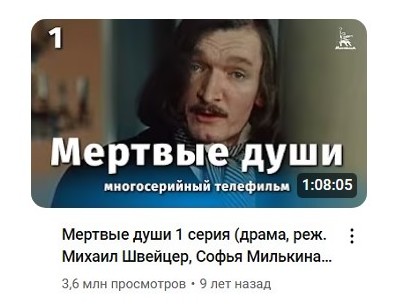 1
Мертвые души
многосерийный телефильм
1:08:05
Мертвые души 1 серия (драма, реж.
Михаил Швейцер, Софья Милькина...
3,6 млн просмотров • 9 лет назад